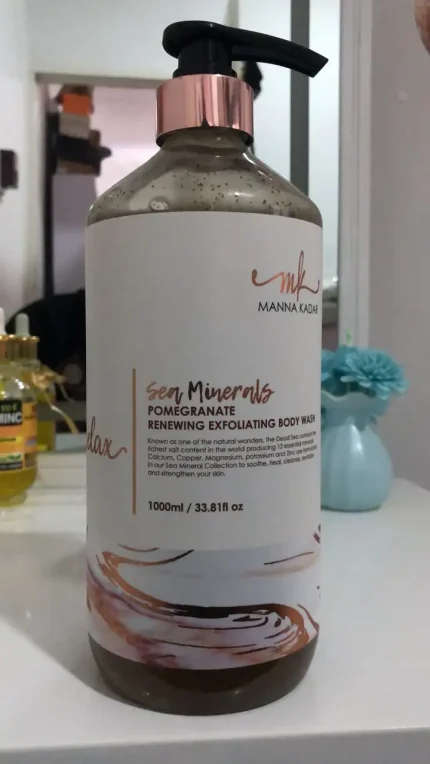 mk
MANNA KADAR
Sea Minerals
POMEGRANATE
RENEWING EXFOLIATING BODY WASH
Known as one of the natural wonders, the Dead Sea contains the
richest salt content in the world producing 12 essential minerals.
Calcium, Copper, Magnesium, potassium and Zinc are formulated
in our Sea Mineral Collection to soothe, heal, cleanse, revitalize
and strengthen your skin.
elax
1000ml / 33.81fl oz